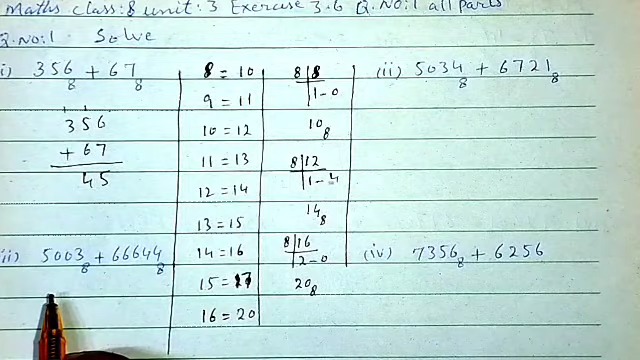 Maths class:8 unit:3 Exercise 3.6 Q.No:1 all parts
Q.No:1 Solve
i) 356₈ + 67₈
356
+ 67
45
8 = 10
9 = 11
10 = 12
11 = 13
12 = 14
13 = 15
14 = 16
15 = 17
16 = 20
8|8
1-0
10₈
8|12
1-4
14₈
8|16
2-0
20₈
(ii) 5034₈ + 6721₈
ii) 5003₈ + 66644₈
(iv) 7356₈ + 6256